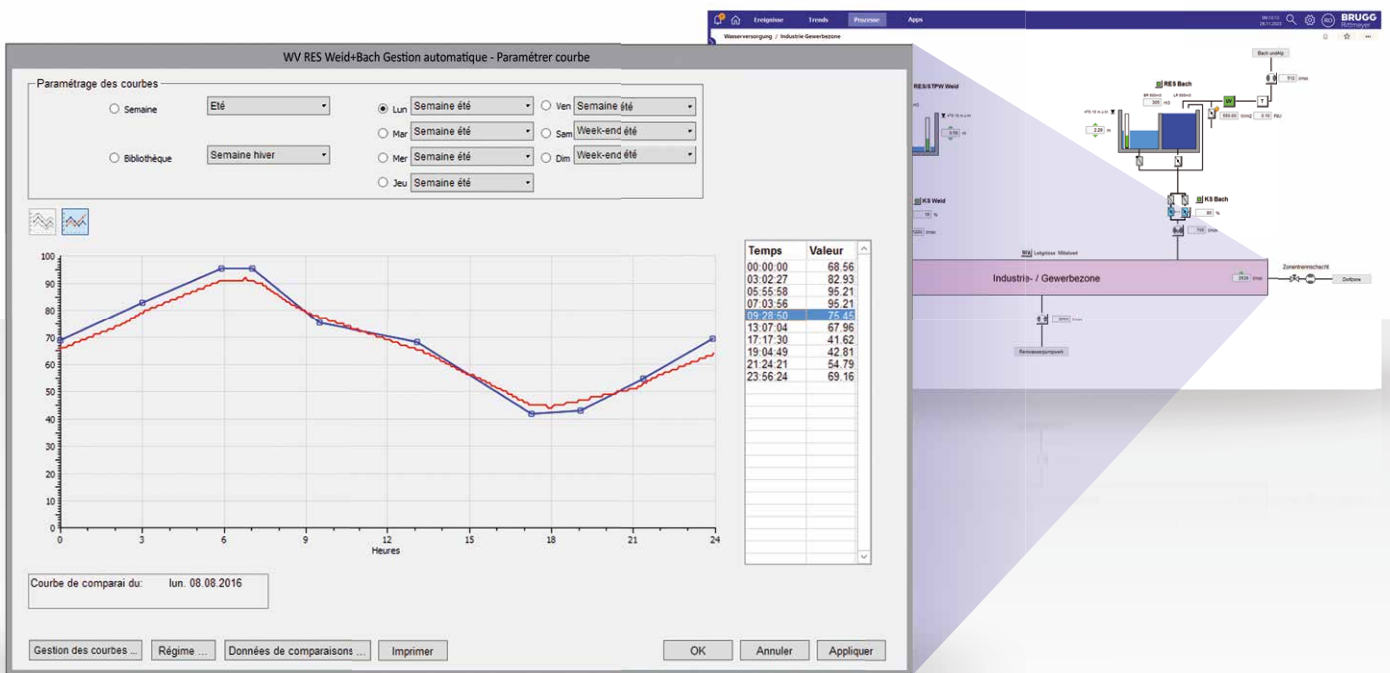 Ereignisse Trends Prozesse Apps
BRUGG
Rittmeyer
Wasserversorgung / Industrie Gewerbezone
WV RES Weid+Bach Gestion automatique - Paramétrer courbe
Paramétrage des courbes
Semaine Eté
Lun Semaine été
Ven Semaine été
Mar Semaine été
Sam Week-end été
Bibliothèque Semaine hiver
Mer Semaine été
Dim Week-end été
Jeu Semaine été
100
90
80
70
60
50
40
30
20
10
0
0 3 6 9 12 15 18 21 24
Heures
Temps Valeur
00:00:00 68.56
03:02:27 82.93
05:55:58 95.21
07:03:56 95.21
09:28:50 75.45
13:07:04 67.96
17:17:30 41.62
19:04:49 42.81
21:24:21 54.79
23:56:24 69.16
Courbe de comparai du: lun. 08.08.2016
Gestion des courbes ... Régime ... Données de comparaisons ... Imprimer
OK Annuler Appliquer
RES/STPW Weid
RES Bach
UV
T
KS Weid
KS Bach
Industrie- / Gewerbezone
Zonentrennschacht